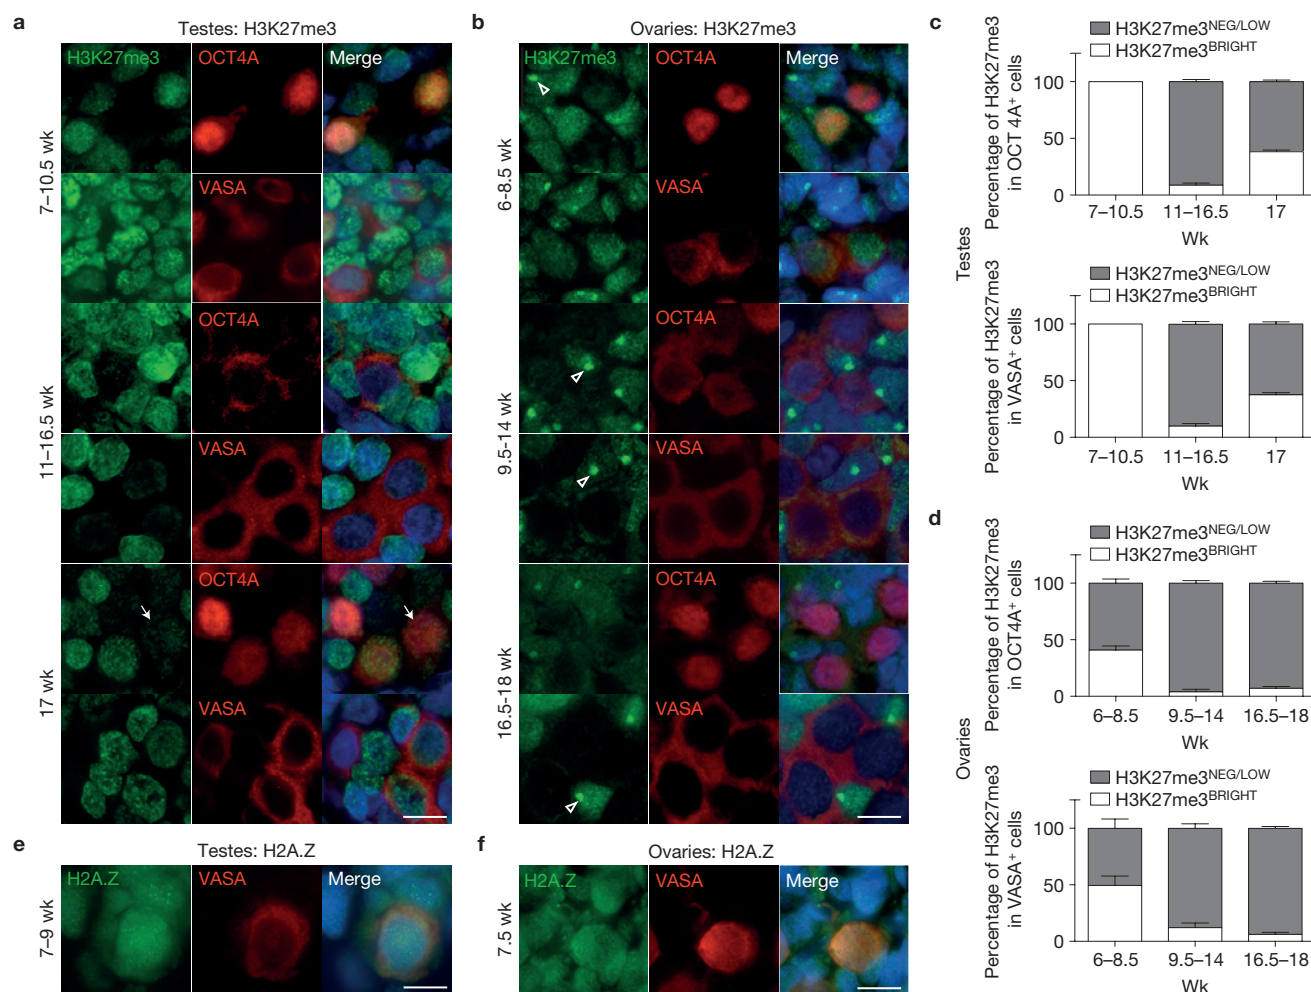 a
Testes: H3K27me3
H3K27me3
OCT4A
Merge
7–10.5 wk
VASA
OCT4A
11–16.5 wk
VASA
OCT4A
17 wk
VASA
b
Ovaries: H3K27me3
H3K27me3
OCT4A
Merge
6–8.5 wk
VASA
OCT4A
9.5–14 wk
VASA
OCT4A
16.5–18 wk
VASA
c
H3K27me3NEG/LOW
H3K27me3BRIGHT
Percentage of H3K27me3
in OCT 4A+ cells
100
50
0
7–10.5 11–16.5 17
Wk
Testes
H3K27me3NEG/LOW
H3K27me3BRIGHT
Percentage of H3K27me3
in VASA+ cells
100
50
0
7–10.5 11–16.5 17
Wk
d
H3K27me3NEG/LOW
H3K27me3BRIGHT
Percentage of H3K27me3
in OCT4A+ cells
100
50
0
6–8.5 9.5–14 16.5–18
Wk
Ovaries
H3K27me3NEG/LOW
H3K27me3BRIGHT
Percentage of H3K27me3
in VASA+ cells
100
50
0
6–8.5 9.5–14 16.5–18
Wk
e
Testes: H2A.Z
H2A.Z
VASA
Merge
7–9 wk
f
Ovaries: H2A.Z
H2A.Z
VASA
Merge
7.5 wk